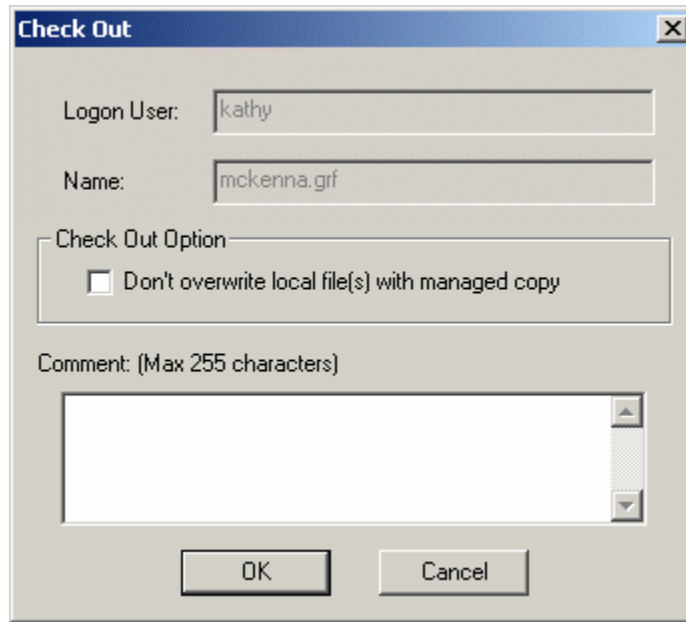 Check Out
Logon User: kathy
Name: mckenna.grf
Check Out Option
Don't overwrite local file(s) with managed copy
Comment: (Max 255 characters)
OK Cancel